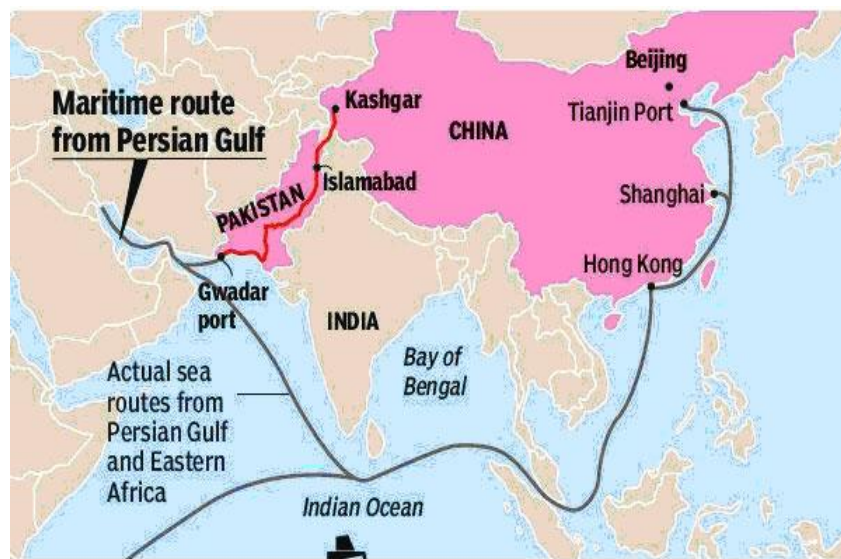 Beijing
Maritime route
from Persian Gulf
Kashgar
Tianjin Port
CHINA
Islamabad
PAKISTAN
Shanghai
Hong Kong
Gwadar
port
INDIA
Bay of
Bengal
Actual sea
routes from
Persian Gulf
and Eastern
Africa
Indian Ocean